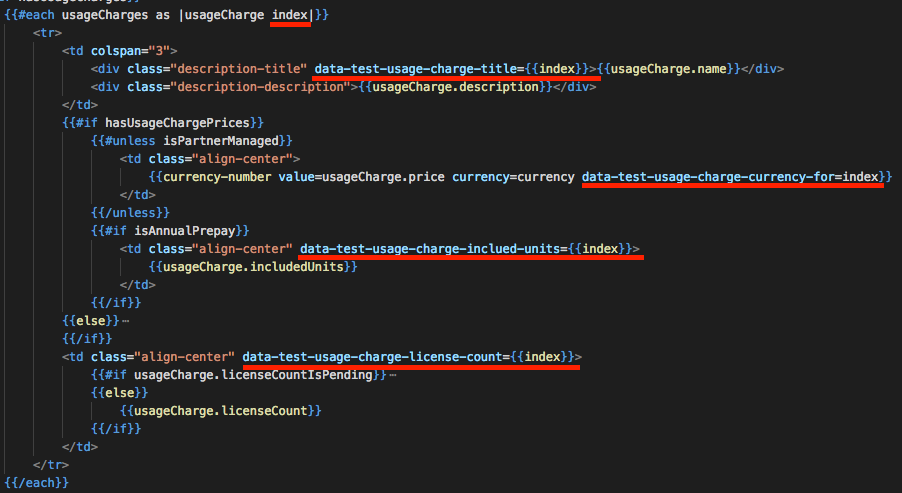 {{#each usageCharges as |usageCharge index|}}
<tr>
<td colspan="3">
<div class="description-title" data-test-usage-charge-title={{index}}>{{usageCharge.name}}</div>
<div class="description-description">{{usageCharge.description}}</div>
</td>
{{#if hasUsageChargePrices}}
{{#unless isPartnerManaged}}
<td class="align-center">
{{currency-number value=usageCharge.price currency=currency data-test-usage-charge-currency-for=index}}
</td>
{{/unless}}
{{#if isAnnualPrepay}}
<td class="align-center" data-test-usage-charge-inclued-units={{index}}>
{{usageCharge.includedUnits}}
</td>
{{/if}}
{{else}}⋯
{{/if}}
<td class="align-center" data-test-usage-charge-license-count={{index}}>
{{#if usageCharge.licenseCountIsPending}}⋯
{{else}}
{{usageCharge.licenseCount}}
{{/if}}
</td>
</tr>
{{/each}}